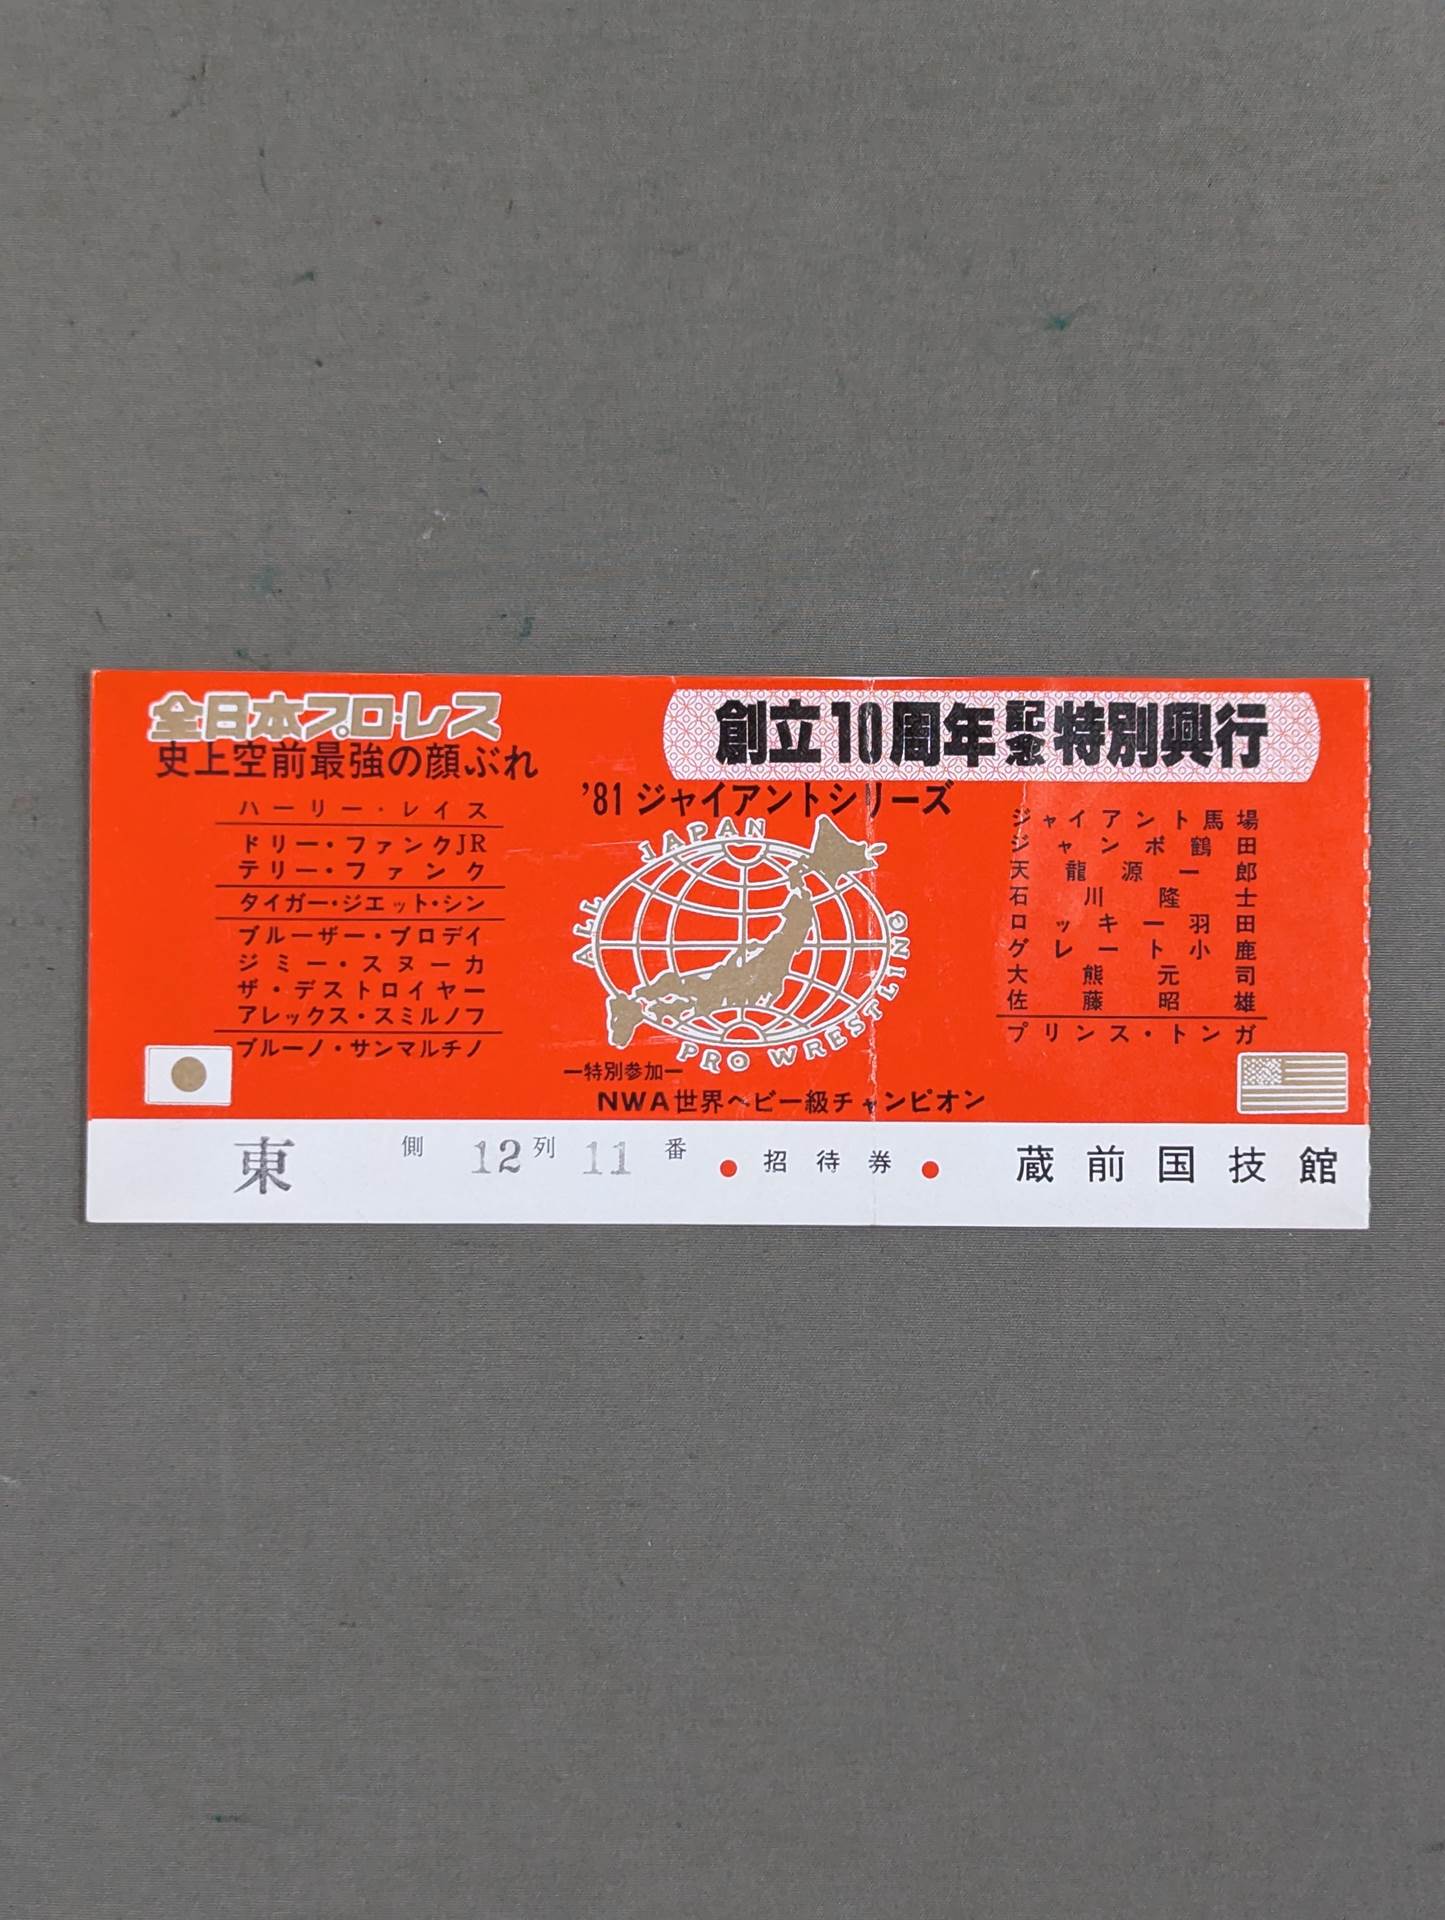 全日本プロ・レス
史上空前最強の顔ぶれ
ハーリー・レイス
ドリー・ファンクJR
テリー・ファンク
タイガー・ジエット・シン
ブルーザー・ブロデイ
ジミー・スヌーカ
ザ・デストロイヤー
アレックス・スミルノフ
ブルーノ・サンマルチノ
創立10周年記念特別興行
'81ジャイアントシリーズ
ALL JAPAN PRO WRESTLING
―特別参加―
NWA世界ヘビー級チャンピオン
ジャイアント馬場
ジャンボ鶴田
天龍源一郎
石川隆士
ロッキー羽田
グレート小鹿
大熊元司
佐藤昭雄
プリンス・トンガ
東側 12列 11番 ●招待券● 蔵前国技館